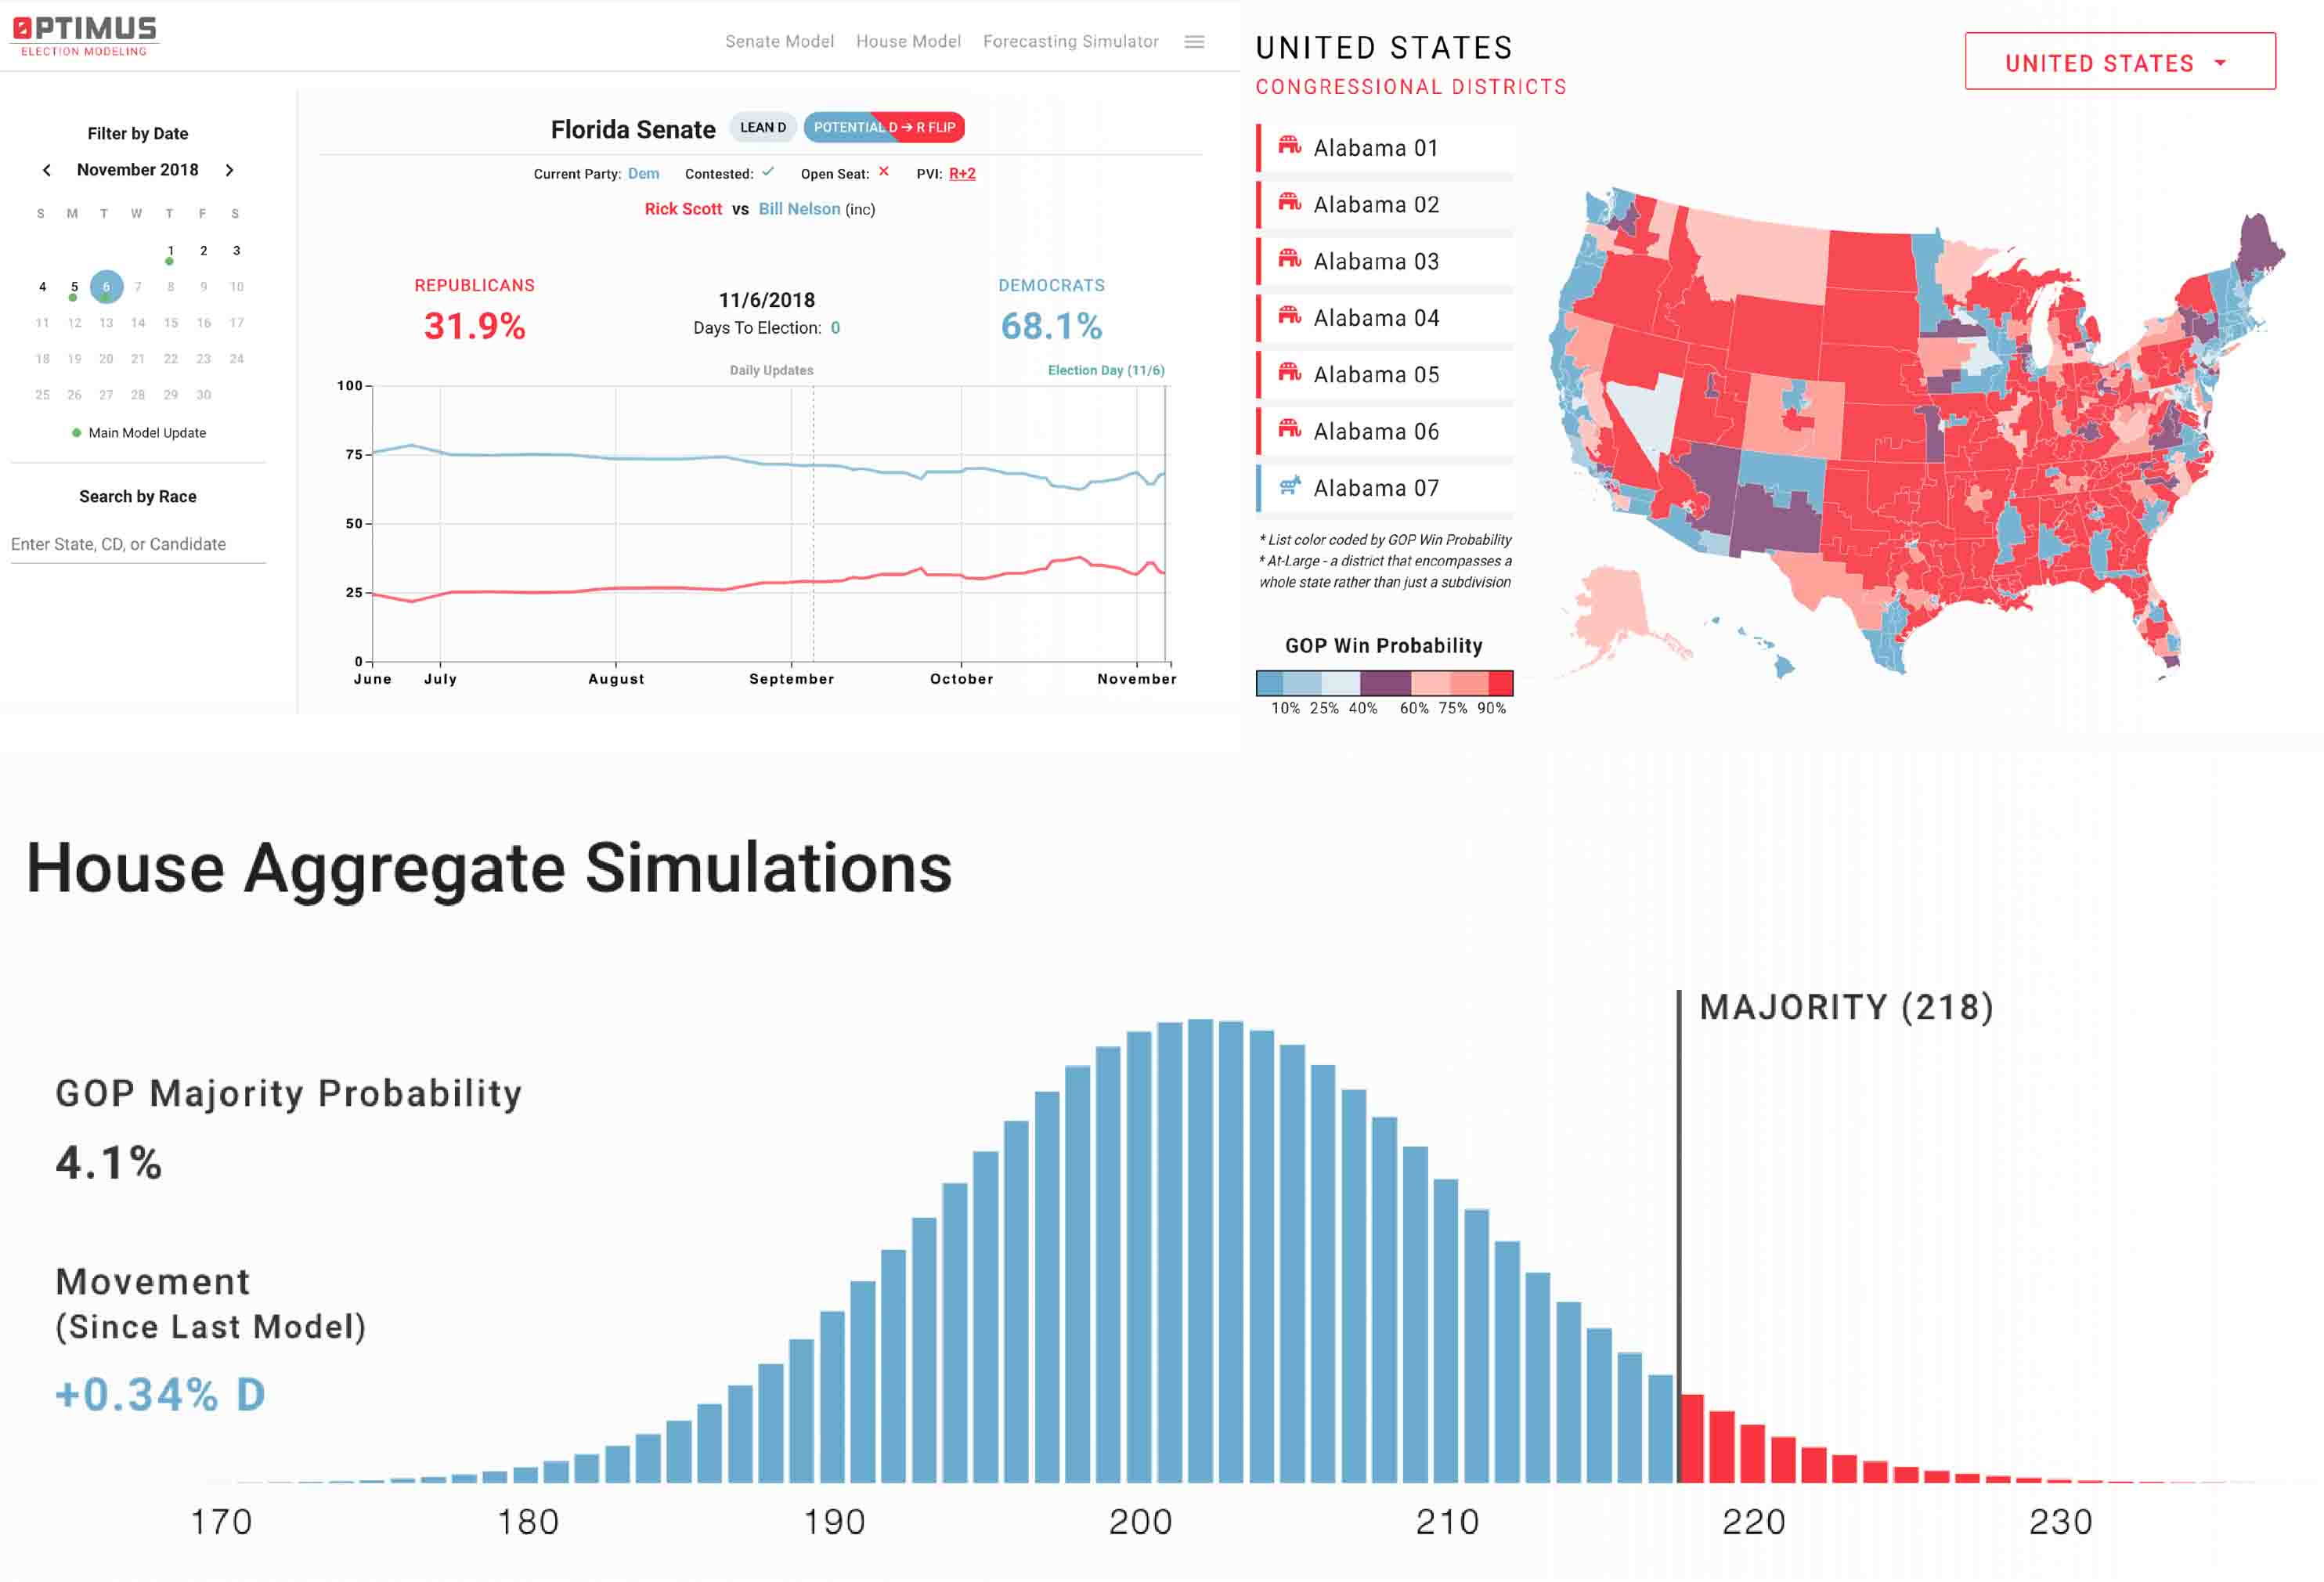 0PTIMUS
ELECTION MODELING
Senate Model House Model Forecasting Simulator
Filter by Date
November 2018
S M T W T F S
1 2 3
4 5 6 7 8 9 10
11 12 13 14 15 16 17
18 19 20 21 22 23 24
25 26 27 28 29 30
Main Model Update
Search by Race
Enter State, CD, or Candidate
Florida Senate LEAN D POTENTIAL D → R FLIP
Current Party: Dem Contested: ✓ Open Seat: ✕ PVI: R+2
Rick Scott vs Bill Nelson (inc)
REPUBLICANS
31.9%
11/6/2018
Days To Election: 0
DEMOCRATS
68.1%
Daily Updates
Election Day (11/6)
100
75
50
25
0
June July August September October November
UNITED STATES
CONGRESSIONAL DISTRICTS
UNITED STATES
Alabama 01
Alabama 02
Alabama 03
Alabama 04
Alabama 05
Alabama 06
Alabama 07
* List color coded by GOP Win Probability
* At-Large - a district that encompasses a
whole state rather than just a subdivision
GOP Win Probability
10% 25% 40% 60% 75% 90%
House Aggregate Simulations
MAJORITY (218)
GOP Majority Probability
4.1%
Movement
(Since Last Model)
+0.34% D
170 180 190 200 210 220 230